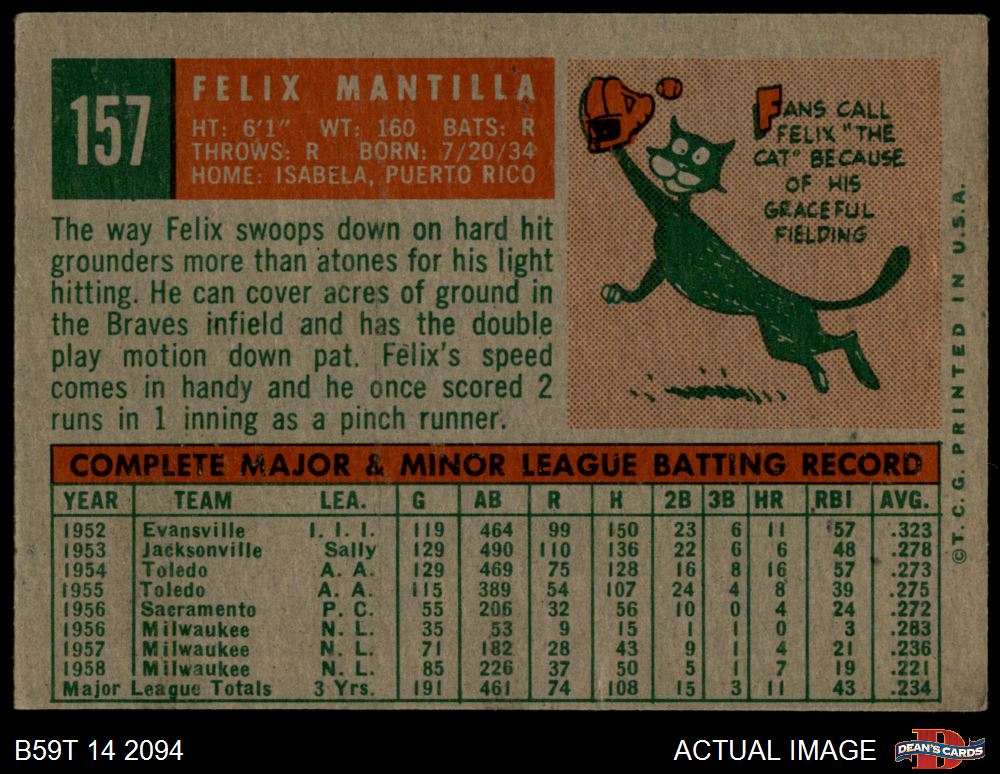 157
FELIX MANTILLA
HT: 6'1" WT: 160 BATS: R
THROWS: R BORN: 7/20/34
HOME: ISABELA, PUERTO RICO
FANS CALL
FELIX "THE
CAT" BECAUSE
OF HIS
GRACEFUL
FIELDING
The way Felix swoops down on hard hit
grounders more than atones for his light
hitting. He can cover acres of ground in
the Braves infield and has the double
play motion down pat. Felix's speed
comes in handy and he once scored 2
runs in 1 inning as a pinch runner.
COMPLETE MAJOR & MINOR LEAGUE BATTING RECORD
YEAR TEAM LEA. G AB R H 2B 3B HR RBI AVG.
1952 Evansville I. I. I. 119 464 99 150 23 6 11 57 .323
1953 Jacksonville Sally 129 490 110 136 22 6 6 48 .278
1954 Toledo A. A. 129 469 75 128 16 8 16 57 .273
1955 Toledo A. A. 115 389 54 107 24 4 8 39 .275
1956 Sacramento P. C. 55 206 32 56 10 0 4 24 .272
1956 Milwaukee N. L. 35 53 9 15 1 1 0 3 .283
1957 Milwaukee N. L. 71 182 28 43 9 1 4 21 .236
1958 Milwaukee N. L. 85 226 37 50 5 1 7 19 .221
Major League Totals 3 Yrs. 191 461 74 108 15 3 11 43 .234
©T. C. G. PRINTED IN U.S.A.
B59T 14 2094
ACTUAL IMAGE
D
DEAN'S CARDS